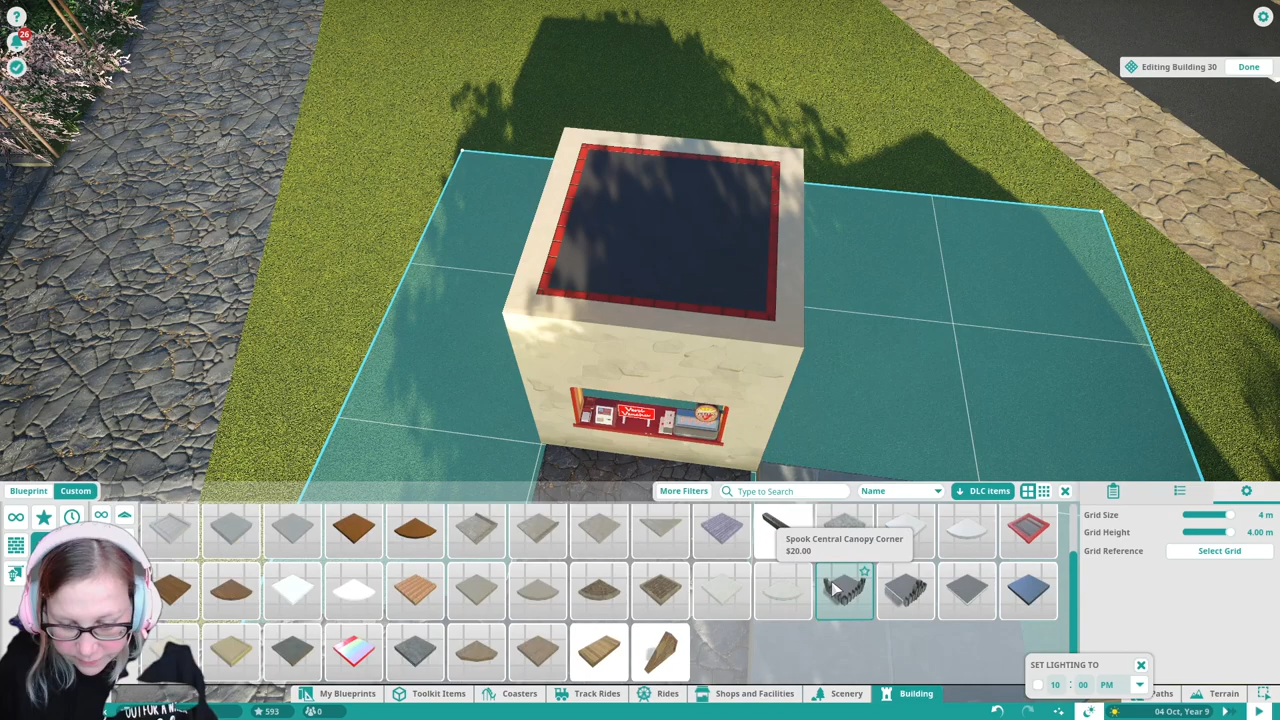 ?
26
Editing Building 30
Done
Blueprint
Custom
More Filters
Type to Search
Name
DLC items
Spook Central Canopy Corner
$20.00
Grid Size
4 m
Grid Height
4.00 m
Grid Reference
Select Grid
SET LIGHTING TO
10 : 00 PM
My Blueprints
Toolkit Items
Coasters
Track Rides
Rides
Shops and Facilities
Scenery
Building
Paths
Terrain
593
0
04 Oct, Year 9